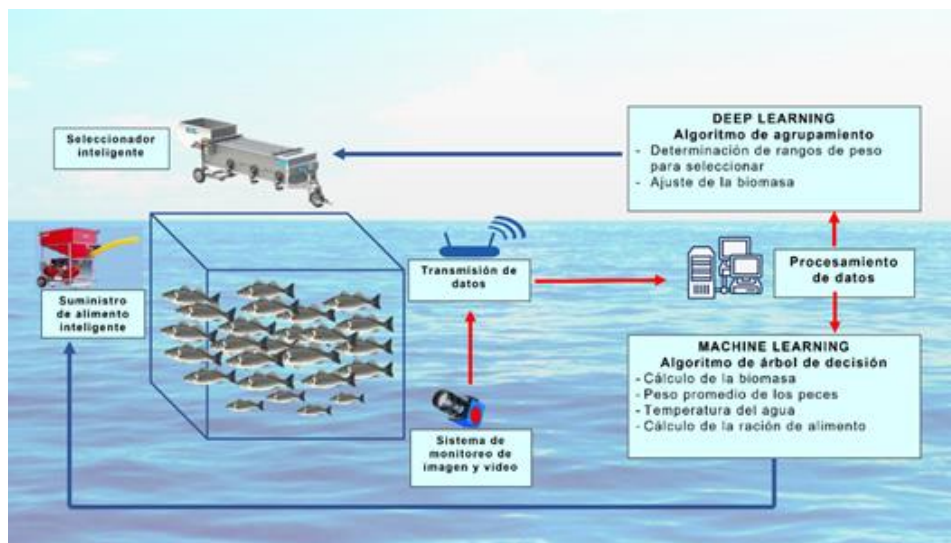 Seleccionador
inteligente
DEEP LEARNING
Algoritmo de agrupamiento
- Determinación de rangos de peso
para seleccionar
- Ajuste de la biomasa
Suministro
de alimento
inteligente
Transmisión de
datos
Procesamiento
de datos
Sistema de
monitoreo de
imagen y video
MACHINE LEARNING
Algoritmo de árbol de decisión
- Cálculo de la biomasa
- Peso promedio de los peces
- Temperatura del agua
- Cálculo de la ración de alimento